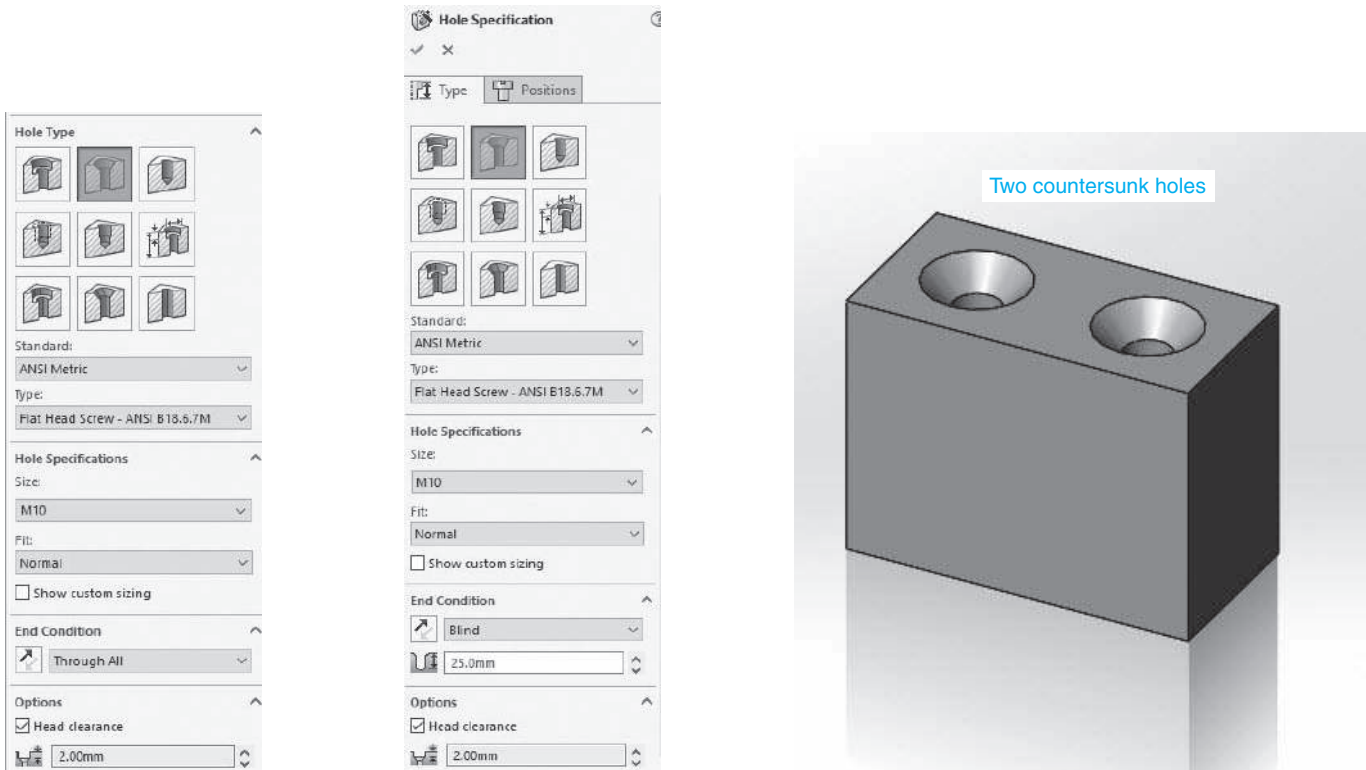 Hole Type
Standard:
ANSI Metric
Type:
Flat Head Screw - ANSI B18.6.7M
Hole Specifications
Size:
M10
Fit:
Normal
Show custom sizing
End Condition
Through All
Options
Head clearance
2.00mm
Hole Specification
Type
Positions
Standard:
ANSI Metric
Type:
Flat Head Screw - ANSI B18.6.7M
Hole Specifications
Size:
M10
Fit:
Normal
Show custom sizing
End Condition
Blind
25.0mm
Options
Head clearance
2.00mm
Two countersunk holes